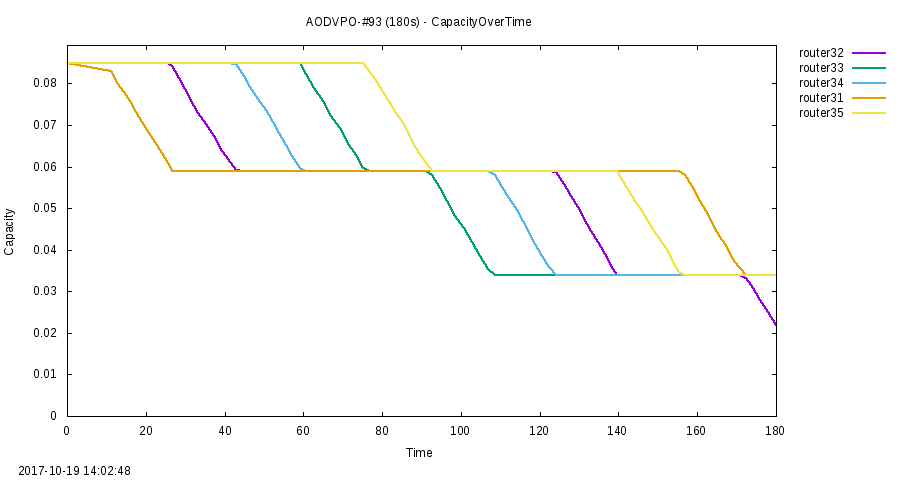 AODVPO-#93 (180s) - CapacityOverTime
router32
router33
router34
router31
router35
0.08
0.07
0.06
0.05
0.04
0.03
0.02
0.01
0
Capacity
0 20 40 60 80 100 120 140 160 180
Time
2017-10-19 14:02:48